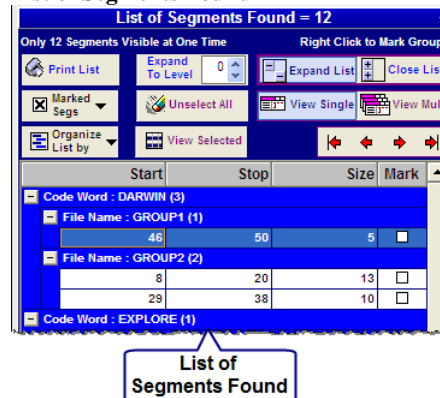 List of Segments Found = 12
Only 12 Segments Visible at One Time Right Click to Mark Group
Print List Expand To Level 0 Expand List Close Lis
Marked Segs Unselect All View Single View Mul
Organize List by View Selected
Start Stop Size Mark
Code Word : DARWIN (3)
File Name : GROUP1 (1)
46 50 5
File Name : GROUP2 (2)
8 20 13
29 38 10
Code Word : EXPLORE (1)
List of
Segments Found